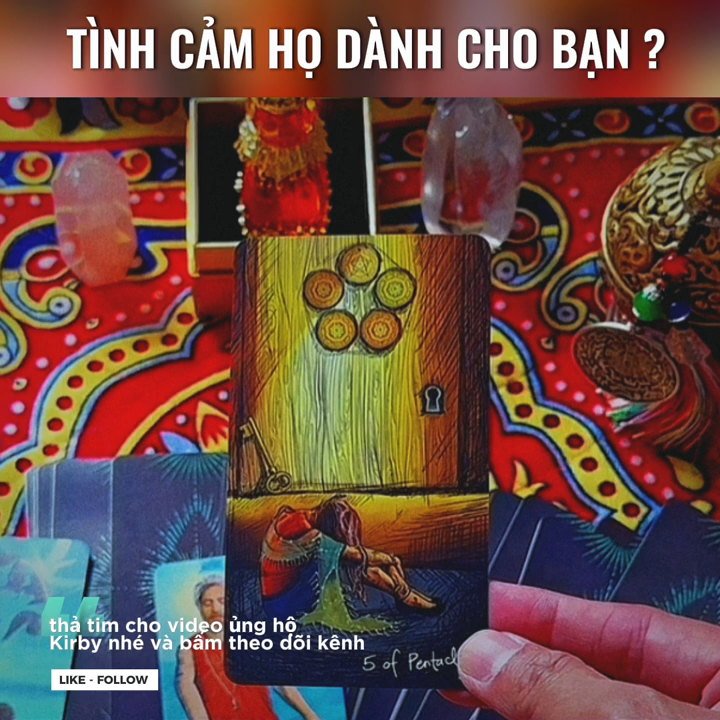 TÌNH CẢM HỌ DÀNH CHO BẠN ?
thả tim cho video ủng hộ
Kirby nhé và bấm theo dõi kênh
LIKE - FOLLOW
5 of